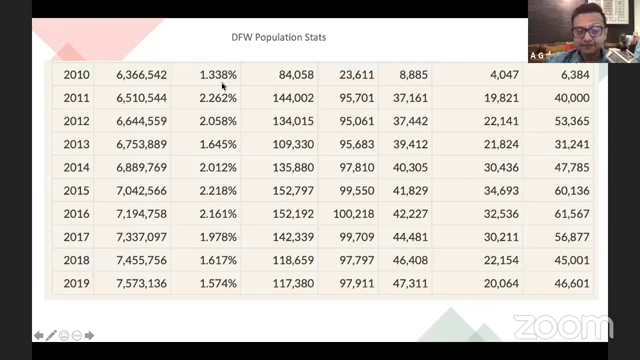 DFW Population Stats
A G
2010 6,366,542 1.338% 84,058 23,611 8,885 4,047 6,384
2011 6,510,544 2.262% 144,002 95,701 37,161 19,821 40,000
2012 6,644,559 2.058% 134,015 95,061 37,442 22,141 53,365
2013 6,753,889 1.645% 109,330 95,683 39,412 21,824 31,241
2014 6,889,769 2.012% 135,880 97,810 40,305 30,436 47,785
2015 7,042,566 2.218% 152,797 99,550 41,829 34,693 60,136
2016 7,194,758 2.161% 152,192 100,218 42,227 32,536 61,567
2017 7,337,097 1.978% 142,339 99,709 44,481 30,211 56,877
2018 7,455,756 1.617% 118,659 97,797 46,408 22,154 45,001
2019 7,573,136 1.574% 117,380 97,911 47,311 20,064 46,601
zoom